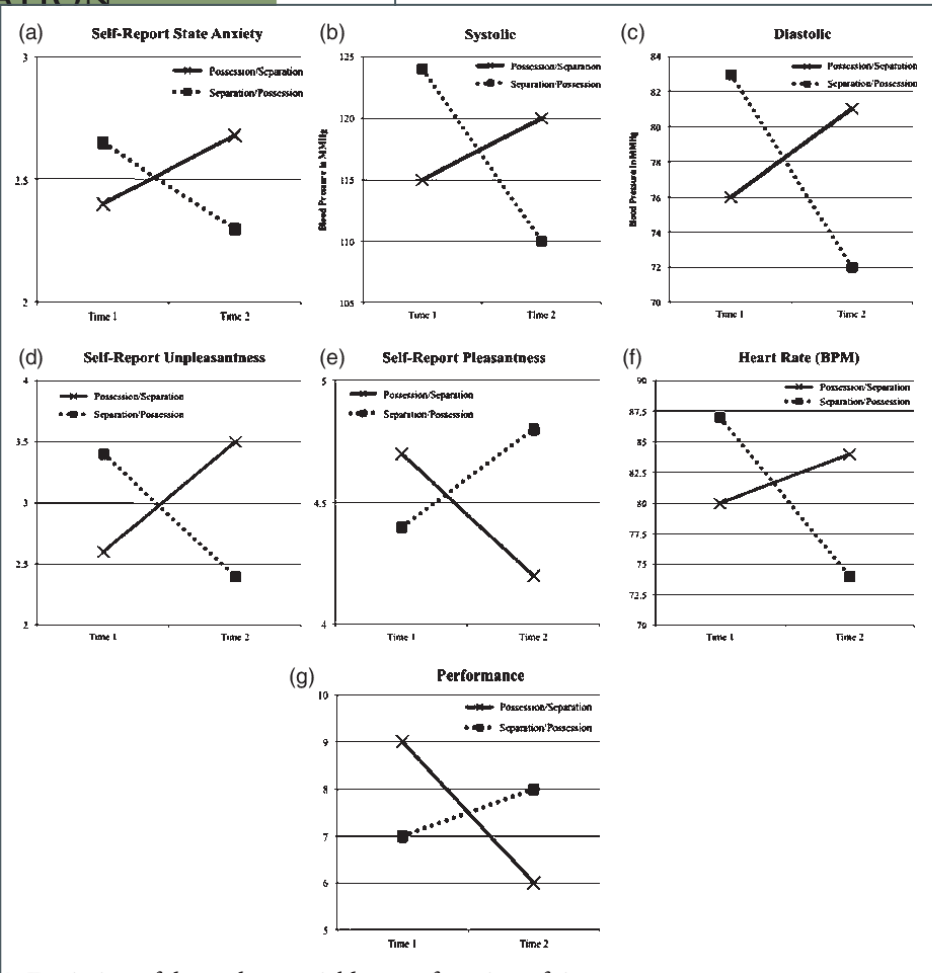 (a) Self-Report State Anxiety
3
Possession/Separation
Separation/Possession
2.5
2
Time 1 Time 2
(b) Systolic
125
Possession/Separation
Separation/Possession
120
115
110
105
Blood Pressure in MMHg
Time 1 Time 2
(c) Diastolic
84
Possession/Separation
Separation/Possession
82
80
78
76
74
72
70
Blood Pressure in MMHg
Time 1 Time 2
(d) Self-Report Unpleasantness
4
Possession/Separation
Separation/Possession
3.5
3
2.5
2
Time 1 Time 2
(e) Self-Report Pleasantness
5
Possession/Separation
Separation/Possession
4.5
4
Time 1 Time 2
(f) Heart Rate (BPM)
90
Possession/Separation
Separation/Possession
87.5
85
82.5
80
77.5
75
72.5
70
Time 1 Time 2
(g) Performance
10
Possession/Separation
Separation/Possession
9
8
7
6
5
Time 1 Time 2